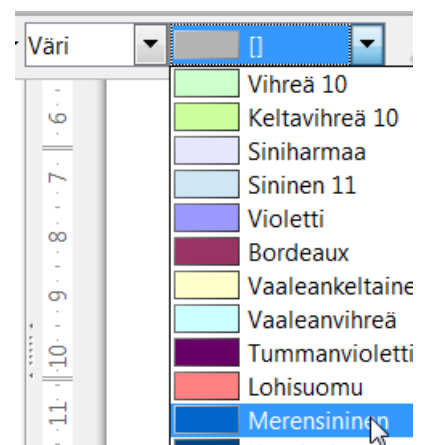 Väri []
Vihreä 10
Keltavihreä 10
Siniharmaa
Sininen 11
Violetti
Bordeaux
Vaaleankeltaine
Vaaleanvihreä
Tummanvioletti
Lohisuomu
Merensininen
6
7
8
9
10
11